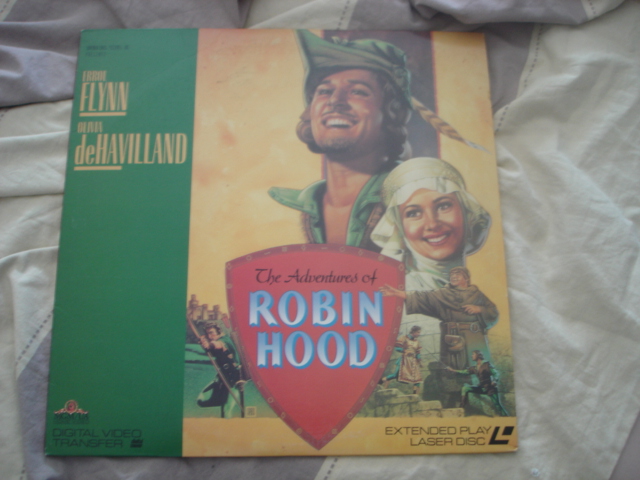 ERROL
FLYNN
OLIVIA
deHAVILLAND
The Adventures of
ROBIN
HOOD
DIGITAL VIDEO
TRANSFER
EXTENDED PLAY
LASER DISC